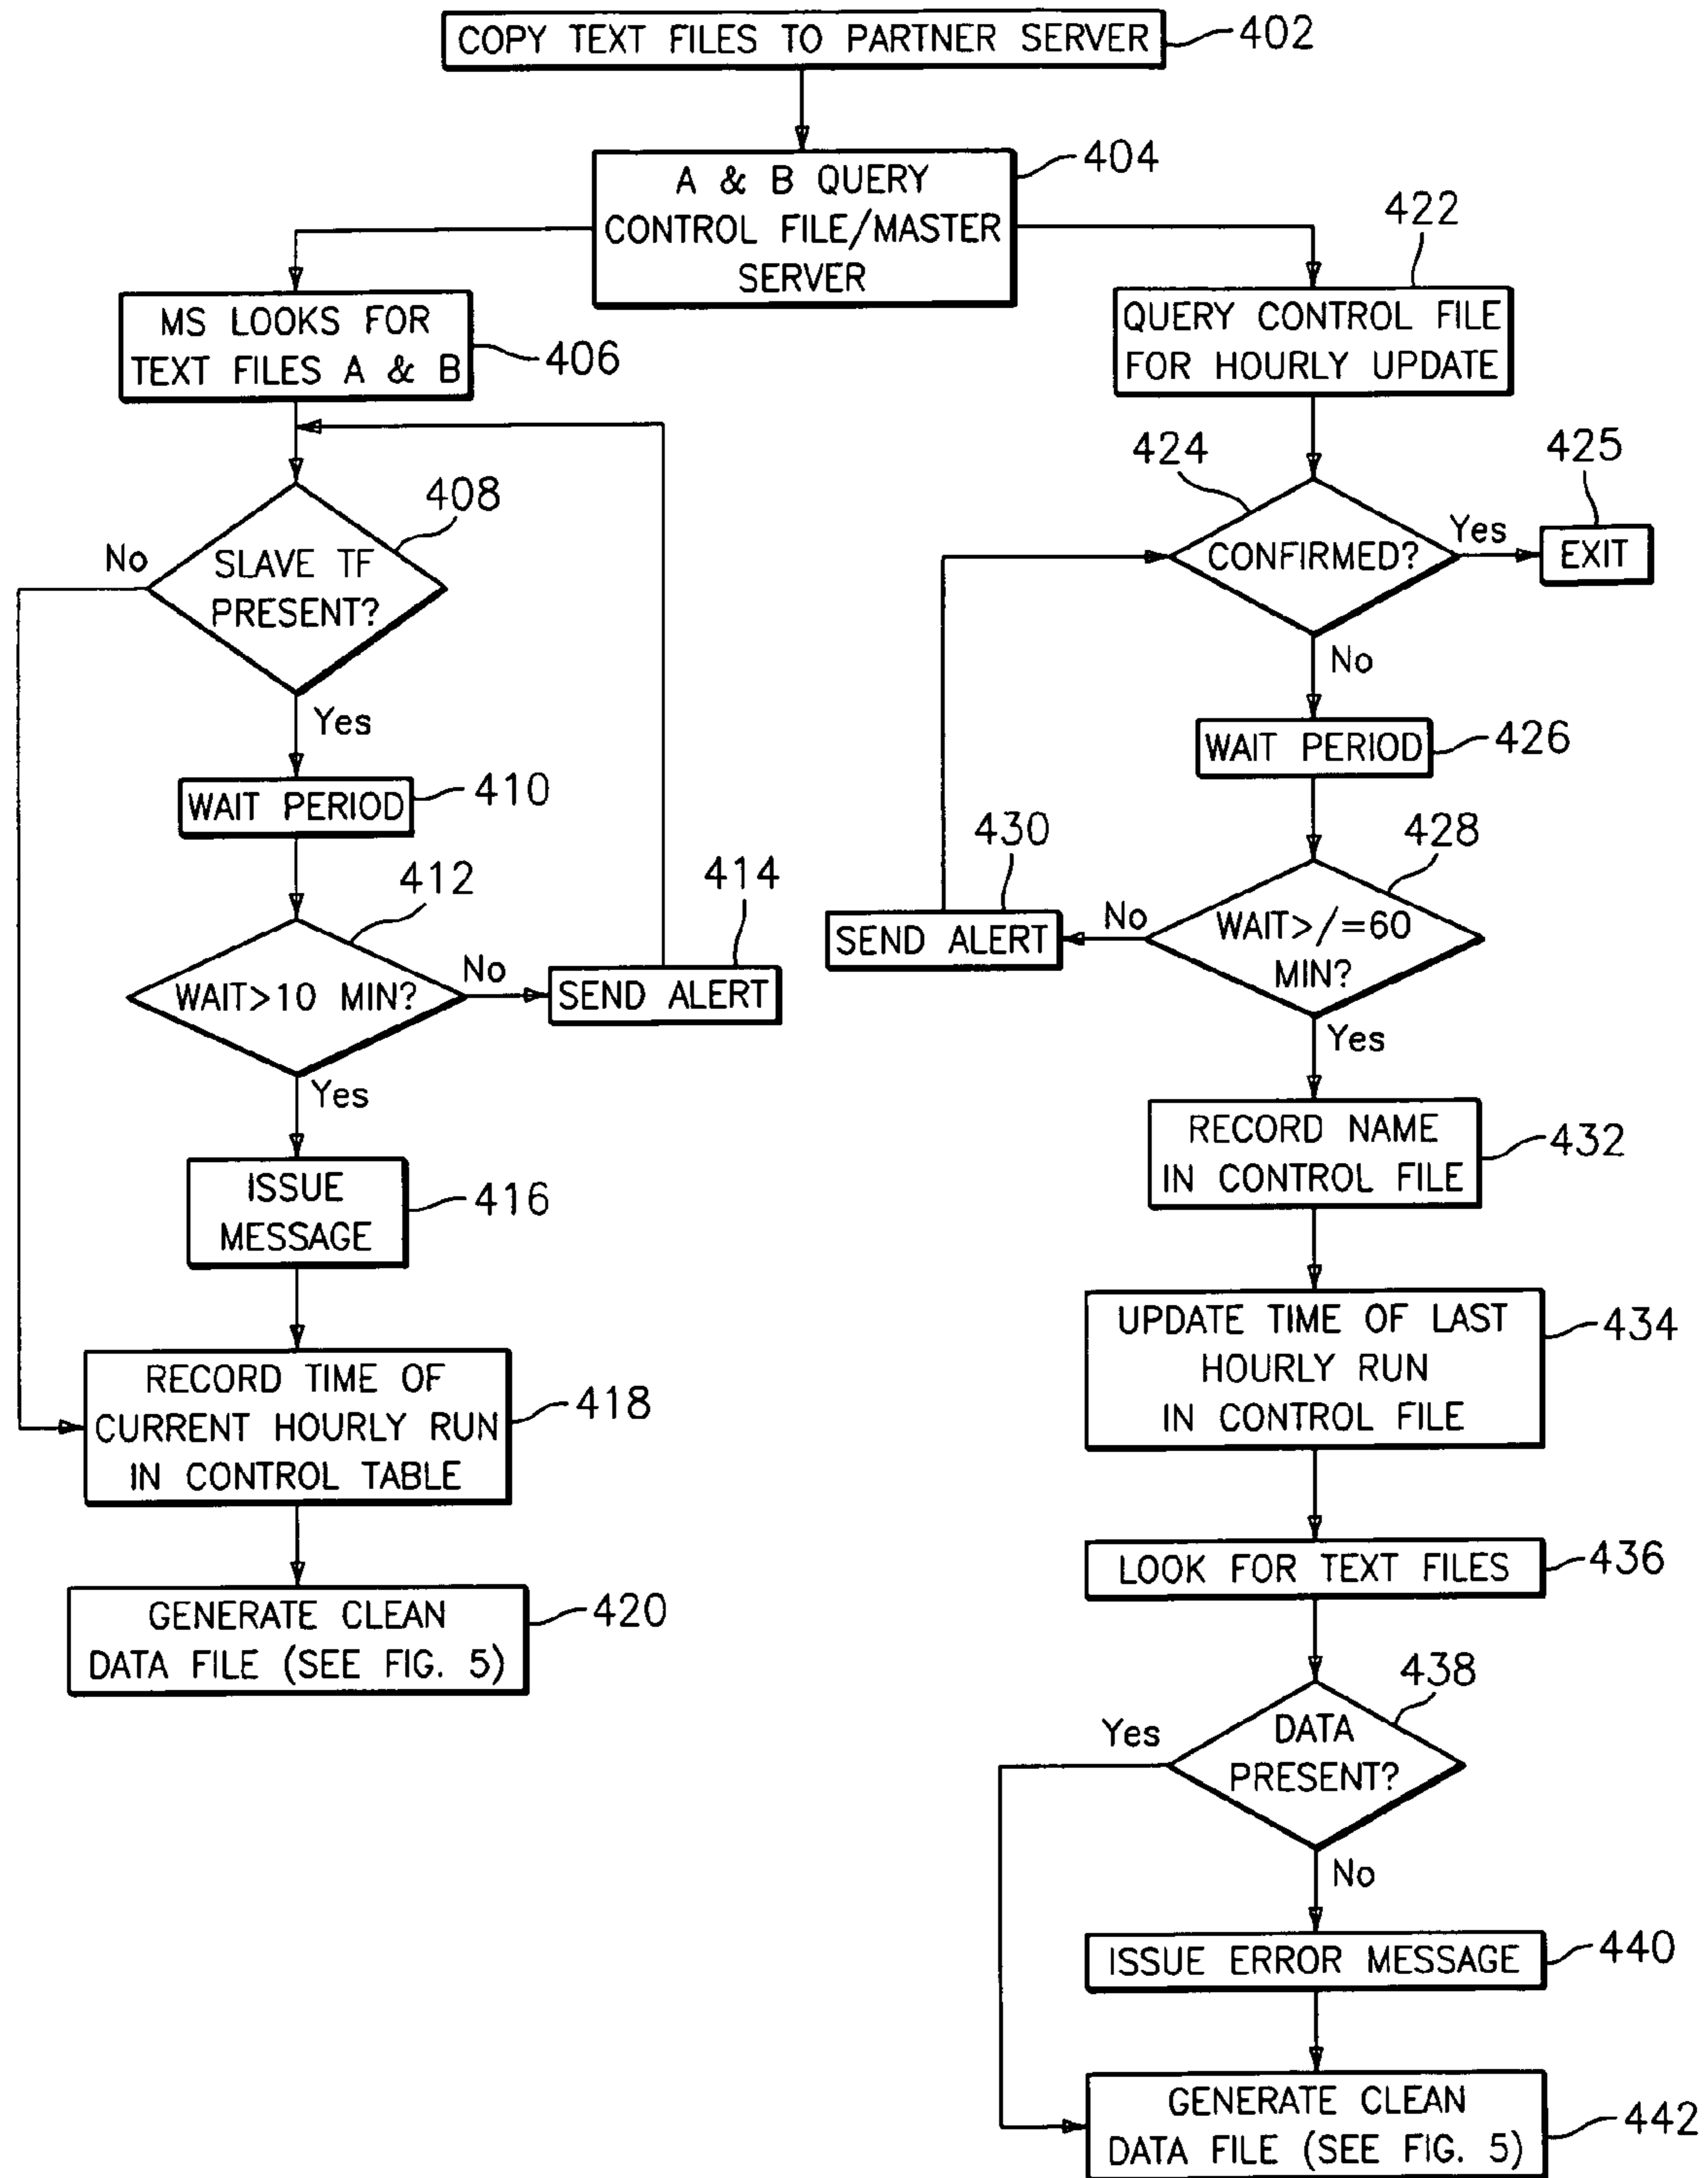 COPY TEXT FILES TO PARTNER SERVER
402
A & B QUERY
CONTROL FILE/MASTER
SERVER
404
MS LOOKS FOR
TEXT FILES A & B
406
SLAVE TF
PRESENT?
408
No
Yes
WAIT PERIOD
410
WAIT>10 MIN?
412
No
SEND ALERT
414
Yes
ISSUE
MESSAGE
416
RECORD TIME OF
CURRENT HOURLY RUN
IN CONTROL TABLE
418
GENERATE CLEAN
DATA FILE (SEE FIG. 5)
420
422
QUERY CONTROL FILE
FOR HOURLY UPDATE
424
CONFIRMED?
Yes
425
EXIT
No
WAIT PERIOD
426
428
WAIT>/=60
MIN?
No
430
SEND ALERT
Yes
RECORD NAME
IN CONTROL FILE
432
UPDATE TIME OF LAST
HOURLY RUN
IN CONTROL FILE
434
LOOK FOR TEXT FILES
436
438
DATA
PRESENT?
Yes
No
ISSUE ERROR MESSAGE
440
GENERATE CLEAN
DATA FILE (SEE FIG. 5)
442